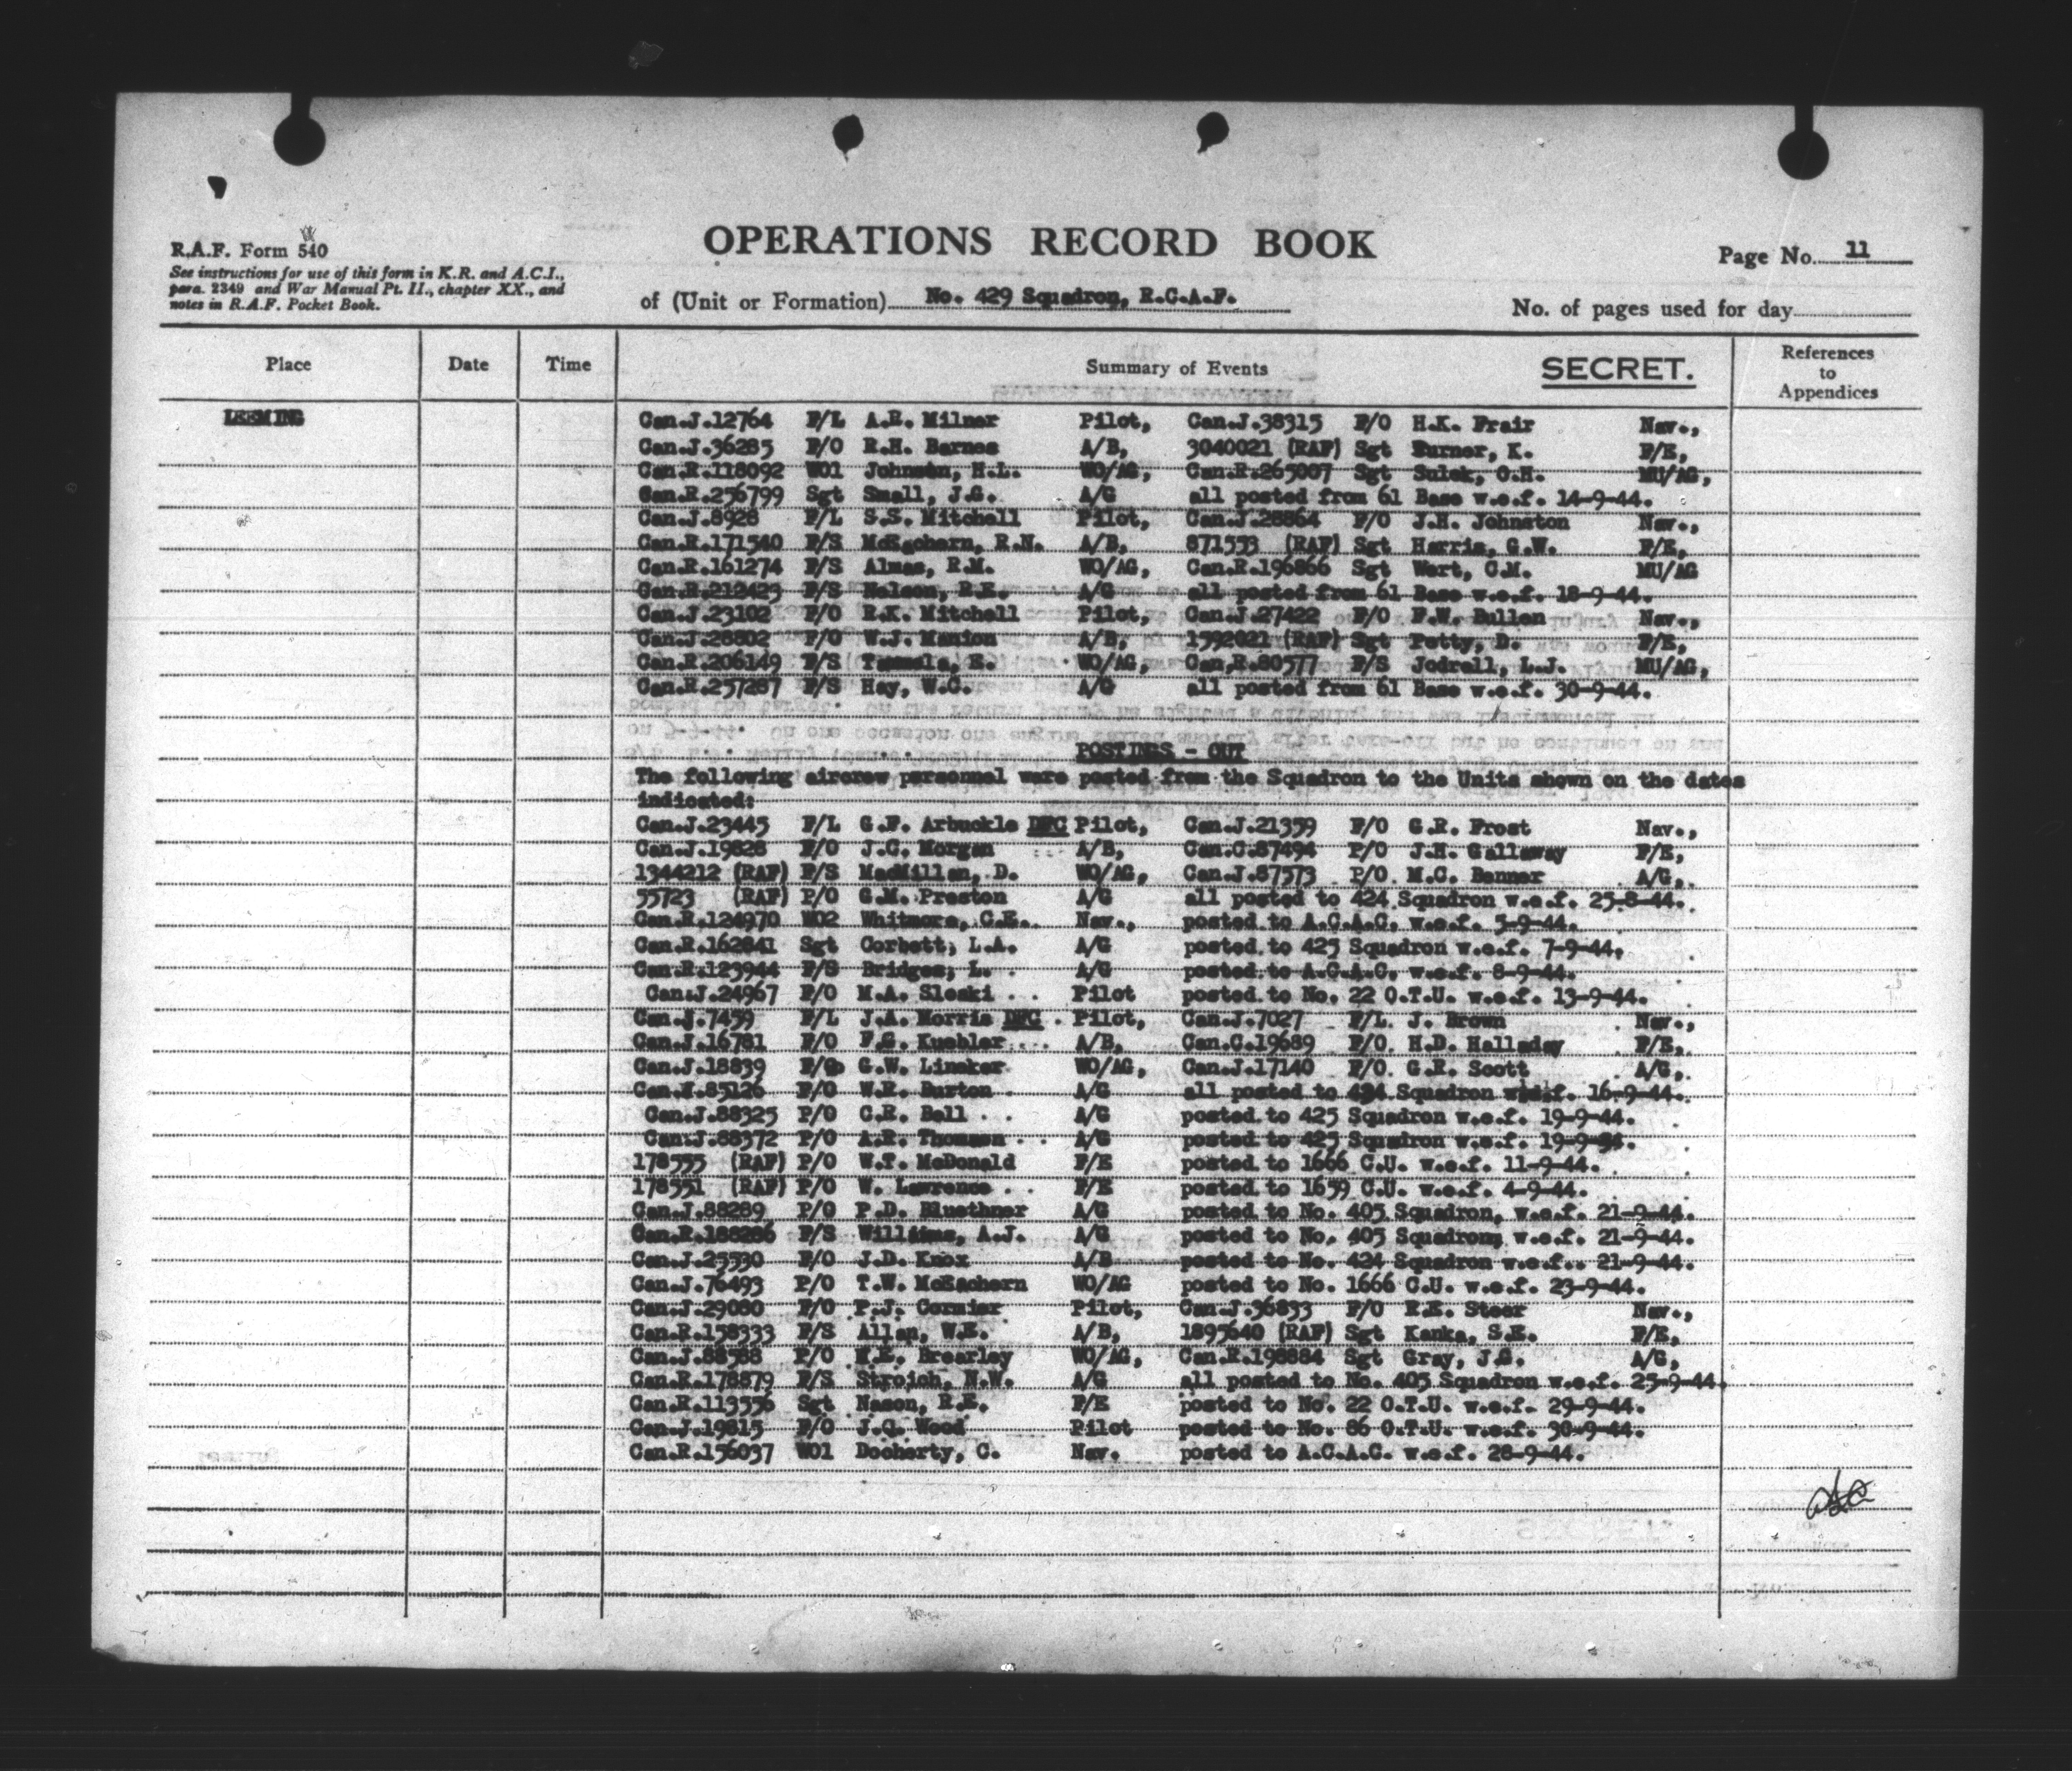 R.A.F. Form 540
See instructions for use of this form in K.R. and A.C.I.,
para. 2349 and War Manual Pt. II., chapter XX., and
notes in R.A.F. Pocket Book.
OPERATIONS RECORD BOOK
of (Unit or Formation) No. 429 Squadron, R.C.A.F.
Page No. 11
No. of pages used for day
Place Date Time Summary of Events SECRET. References to Appendices
LEEMING
Can.J.12764 F/L A.R. Milner Pilot, Can.J.38315 F/O H.K. Frair Nav.,
Can.J.36285 F/O R.H. Barnes A/B, 3040021 (RAF) Sgt Turner, K. F/E,
Can.R.118092 WO1 Johnson, H.L. WO/AG, Can.R.265007 Sgt Sulek, O.H. MU/AG,
Can.R.256799 Sgt Small, J.G. A/G all posted from 61 Base w.e.f. 14-9-44.
Can.J.8928 F/L S.S. Mitchell Pilot, Can.J.28864 F/O J.H. Johnston Nav.,
Can.R.171540 F/S McEachern, R.N. A/B, 871553 (RAF) Sgt Harris, G.W. F/E,
Can.R.161274 F/S Almas, R.M. WO/AG, Can.R.196866 Sgt Wert, C.M. MU/AG
Can.R.212423 F/S Nelson, R.E. A/G all posted from 61 Base w.e.f. 18-9-44.
Can.J.23102 F/O R.K. Mitchell Pilot, Can.J.27422 F/O F.W. Bullen Nav.,
Can.J.28802 F/O W.J. Manion A/B, 1592021 (RAF) Sgt Petty, D. F/E,
Can.R.206149 F/S E. WO/AG, Can.R.80577 F/S Jodrell, L.J. MU/AG,
Can.R.257287 F/S Hay, W.C. A/G all posted from 61 Base w.e.f. 30-9-44.
POSTINGS - OUT
The following aircrew personnel were posted from the Squadron to the Units shown on the dates
indicated:
Can.J.23445 F/L G.F. Arbuckle DFC Pilot, Can.J.21359 F/O G.R. Frost Nav.,
Can.J.19828 F/O J.C. Morgan A/B, Can.C.87494 P/O J.H. Gallaway F/E,
1344212 (RAF) F/S MacMillan, D. WO/AG, Can.J.87573 P/O M.C. Benner A/G,
55723 (RAF) P/O G.M. Preston A/G all posted to 424 Squadron w.e.f. 25-8-44.
Can.R.124970 WO2 Whitmore, C.E. Nav., posted to A.C.A.C. w.e.f. 5-9-44.
Can.R.162841 Sgt Corbett, L.A. A/G posted to 425 Squadron w.e.f. 7-9-44.
Can.R.123944 F/S Bridges, L. A/G posted to A.C.A.C. w.e.f. 8-9-44.
Can.J.24967 F/O M.A. Sloski Pilot posted to No. 22 O.T.U. w.e.f. 13-9-44.
Can.J.7459 F/L J.A. Morris DFC Pilot, Can.J.7027 F/L J. Brown Nav.,
Can.J.16781 F/O F.G. Kuebler A/B, Can.C.19689 F/O H.D. Halladay F/E,
Can.J.18839 F/O G.W. Lineker WO/AG, Can.J.17140 F/O G.R. Scott A/G,
Can.J.85126 P/O W.R. Burton A/G all posted to 424 Squadron w.e.f. 16-9-44.
Can.J.88325 P/O C.R. Bell A/G posted to 425 Squadron w.e.f. 19-9-44.
Can.J.88372 P/O A.R. Thomsen A/G posted to 425 Squadron w.e.f. 19-9-44.
178555 (RAF) P/O W.T. McDonald F/E posted to 1666 C.U. w.e.f. 11-9-44.
178551 (RAF) P/O W. Lawrence F/E posted to 1659 C.U. w.e.f. 4-9-44.
Can.J.88289 P/O P.D. Bluethner A/G posted to No. 405 Squadron, w.e.f. 21-9-44.
Can.R.188286 F/S Williams, A.J. A/G posted to No. 405 Squadron, w.e.f. 21-9-44.
Can.J.25530 F/O J.D. Knox A/B posted to No. 424 Squadron w.e.f. 21-9-44.
Can.J.76493 P/O T.W. McEachern WO/AG posted to No. 1666 C.U. w.e.f. 23-9-44.
Can.J.29080 F/O P.J. Cormier Pilot, Can.J.36833 F/O R.E. Steer Nav.,
Can.R.158333 F/S Allan, W.E. A/B, 1895640 (RAF) Sgt Kanka, S.E. F/E,
Can.J.88588 P/O Brearley WO/AG, Can.R.198884 Sgt Gray, J.G. A/G,
Can.R.178879 F/S Stroich, N.W. A/G all posted to No. 405 Squadron w.e.f. 25-9-44.
Can.R.113556 Sgt Nason, R.E. F/E posted to No. 22 O.T.U. w.e.f. 29-9-44.
Can.J.19815 F/O J.G. Wood Pilot posted to No. 86 O.T.U. w.e.f. 30-9-44.
Can.R.156037 WO1 Docherty, C. Nav. posted to A.C.A.C. w.e.f. 28-9-44.